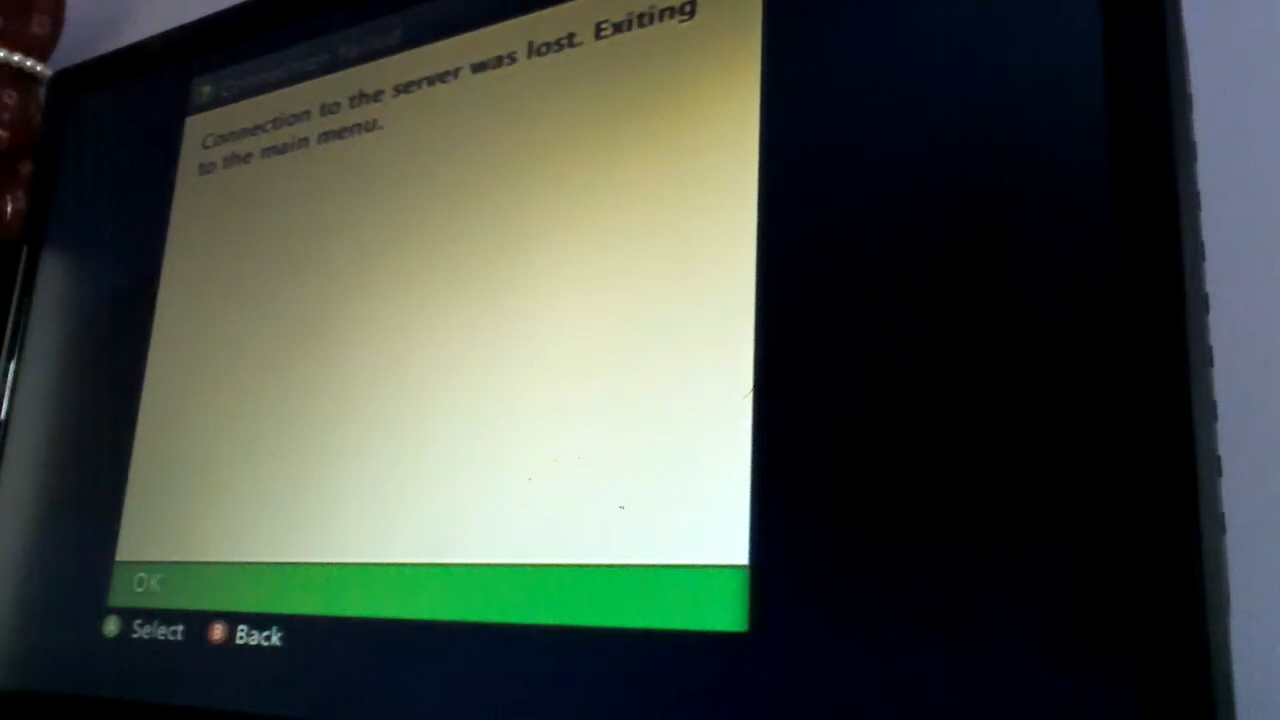 Connection to the server was lost. Exiting
to the main menu.
OK
A Select B Back